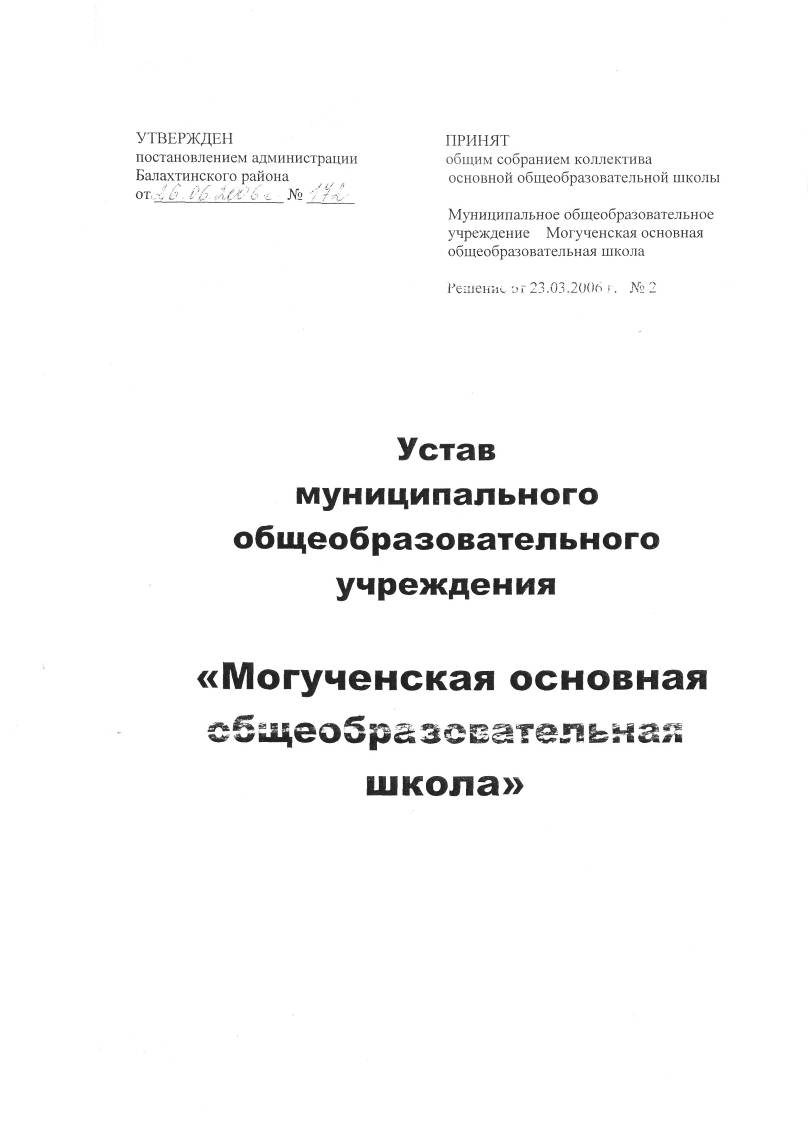 УТВЕРЖДЕН
постановлением администрации
Балахтинского района
от 26.06.2006 г № 172
ПРИНЯТ
общим собранием коллектива
основной общеобразовательной школы
Муниципальное общеобразовательное
учреждение Могученская основная
общеобразовательная школа
Решение от 23.03.2006 г. № 2
Устав
муниципального
общеобразовательного
учреждения
«Могученская основная
общеобразовательная
школа»